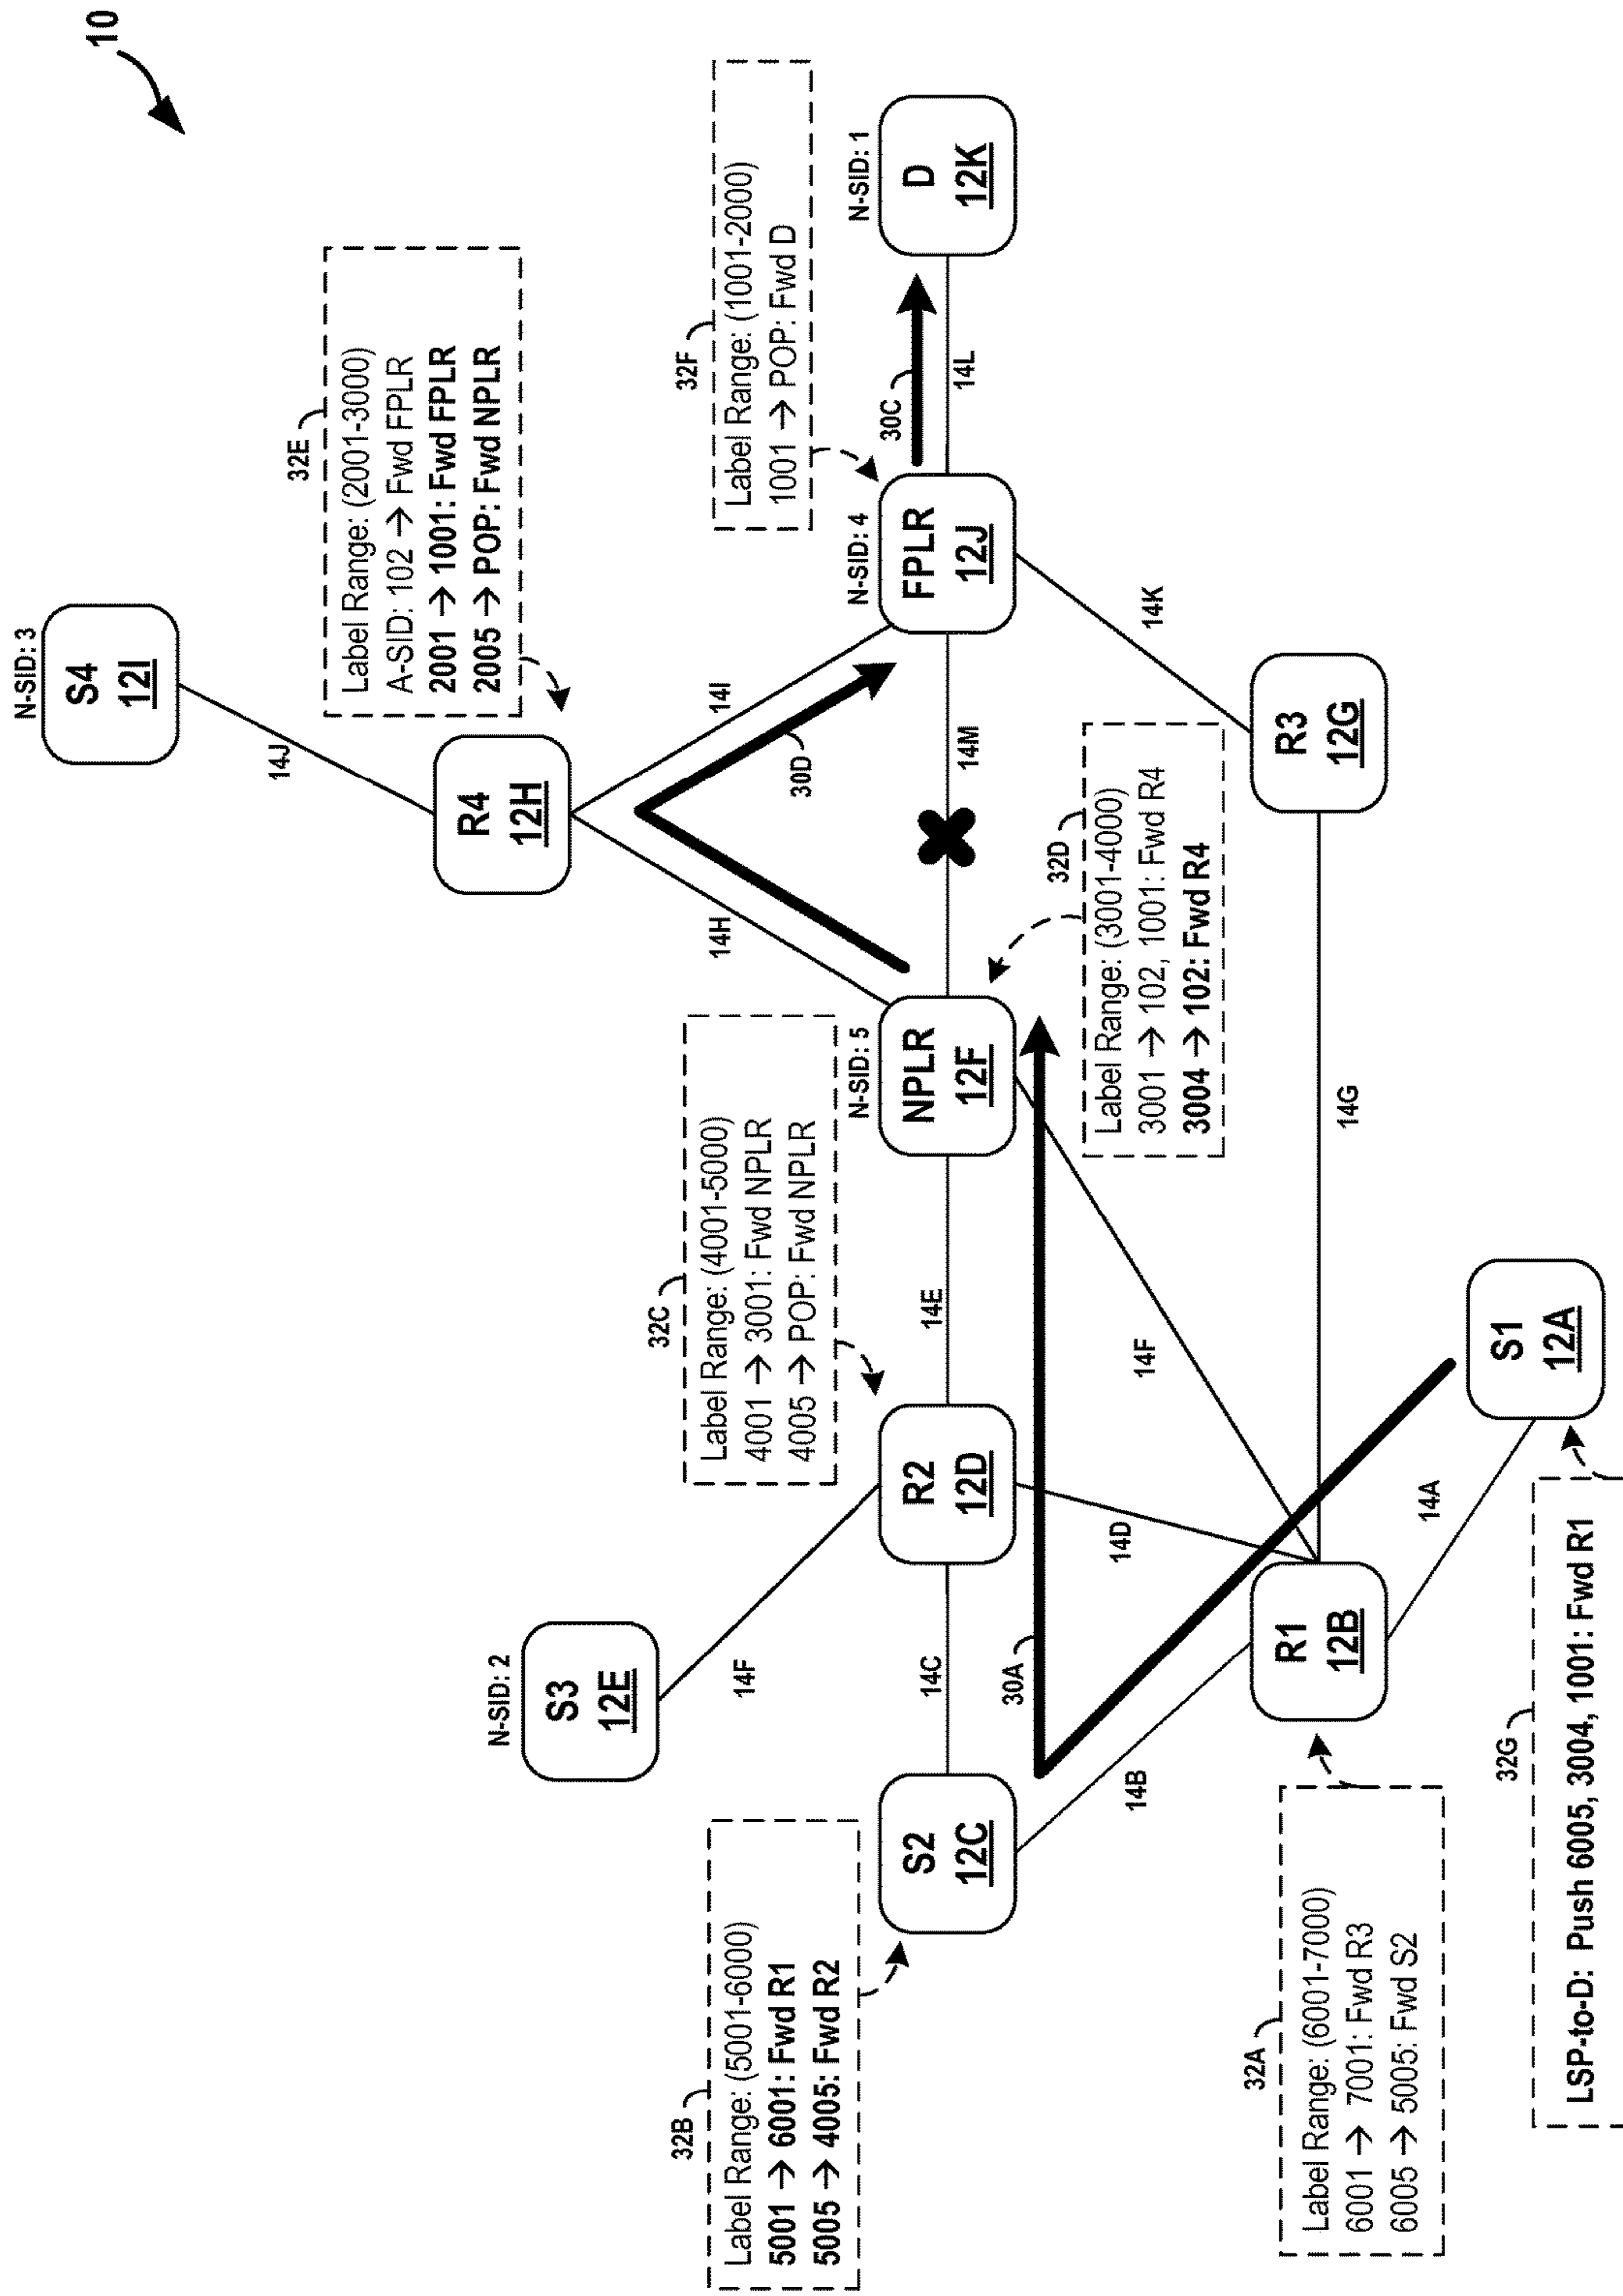 10
N-SID: 3
S4
12I
14J
32E
Label Range: (2001-3000)
A-SID: 102 → Fwd FPLR
2001 → 1001: Fwd FPLR
2005 → POP: Fwd NPLR
R4
12H
14H
14I
30D
32F
Label Range: (1001-2000)
1001 → POP: Fwd D
N-SID: 2
S3
12E
14F
32C
Label Range: (4001-5000)
4001 → 3001: Fwd NPLR
4005 → POP: Fwd NPLR
32B
Label Range: (5001-6000)
5001 → 6001: Fwd R1
5005 → 4005: Fwd R2
S2
12C
14C
R2
12D
14E
N-SID: 5
NPLR
12F
14M
N-SID: 4
FPLR
12J
30C
14L
N-SID: 1
D
12K
30A
14B
14D
14F
32D
Label Range: (3001-4000)
3001 → 102, 1001: Fwd R4
3004 → 102: Fwd R4
14K
R3
12G
14G
R1
12B
14A
32A
Label Range: (6001-7000)
6001 → 7001: Fwd R3
6005 → 5005: Fwd S2
S1
12A
32G
LSP-to-D: Push 6005, 3004, 1001: Fwd R1